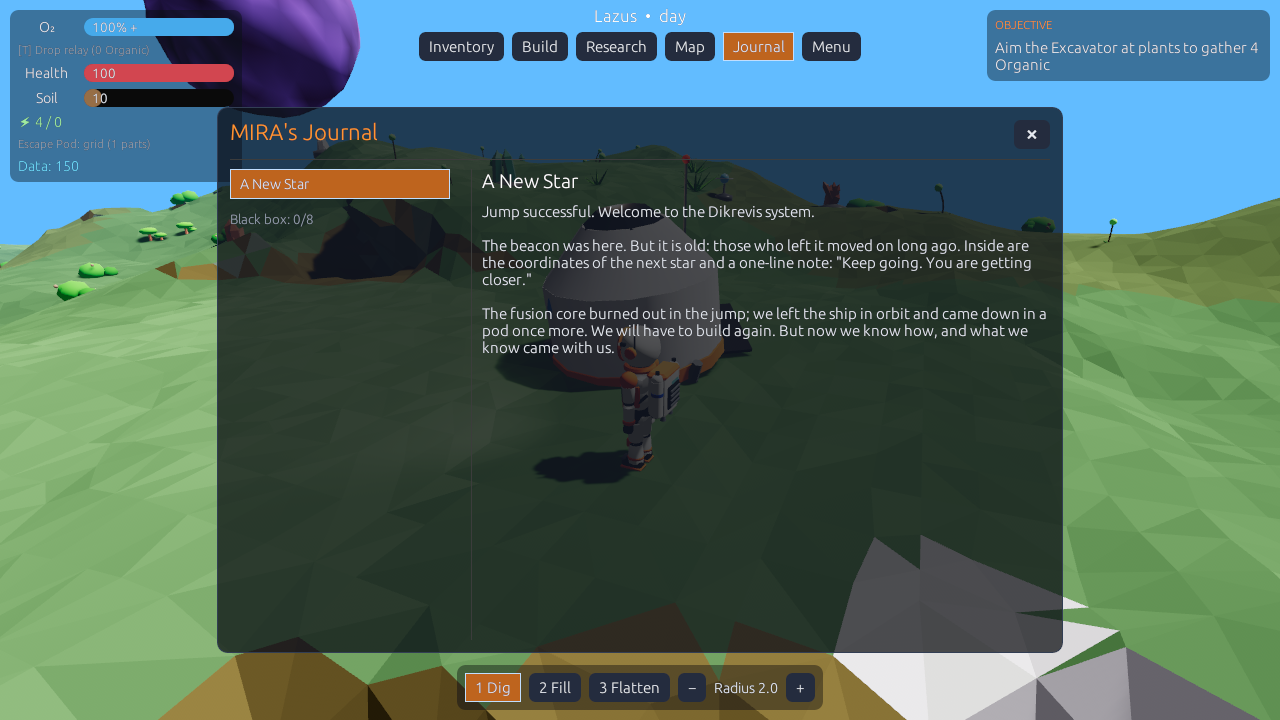 Lazus • day
O₂ 100% +
[T] Drop relay (0 Organic)
Health 100
Soil 10
⚡ 4 / 0
Escape Pod: grid (1 parts)
Data: 150
Inventory Build Research Map Journal Menu
OBJECTIVE
Aim the Excavator at plants to gather 4
Organic
MIRA's Journal
×
A New Star
Black box: 0/8
A New Star
Jump successful. Welcome to the Dikrevis system.
The beacon was here. But it is old: those who left it moved on long ago. Inside are
the coordinates of the next star and a one-line note: "Keep going. You are getting
closer."
The fusion core burned out in the jump; we left the ship in orbit and came down in a
pod once more. We will have to build again. But now we know how, and what we
know came with us.
1 Dig 2 Fill 3 Flatten − Radius 2.0 +